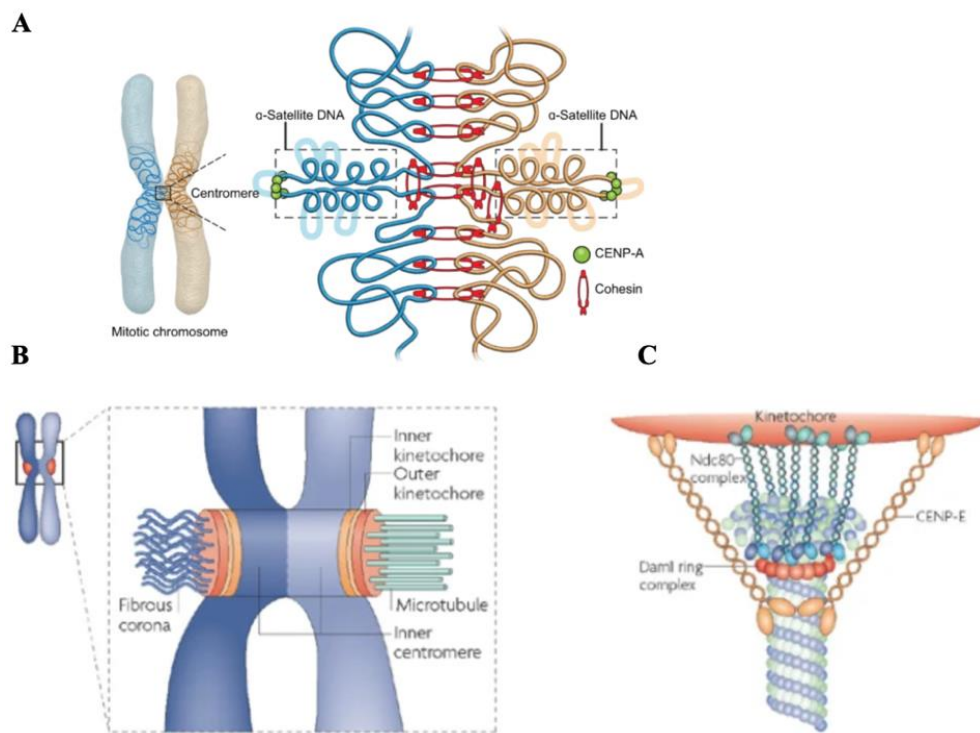 A
α-Satellite DNA
α-Satellite DNA
Centromere
CENP-A
Cohesin
Mitotic chromosome
B
Inner
kinetochore
Outer
kinetochore
Fibrous
corona
Microtubule
Inner
centromere
C
Kinetochore
Ndc80
complex
CENP-E
Daml ring
complex